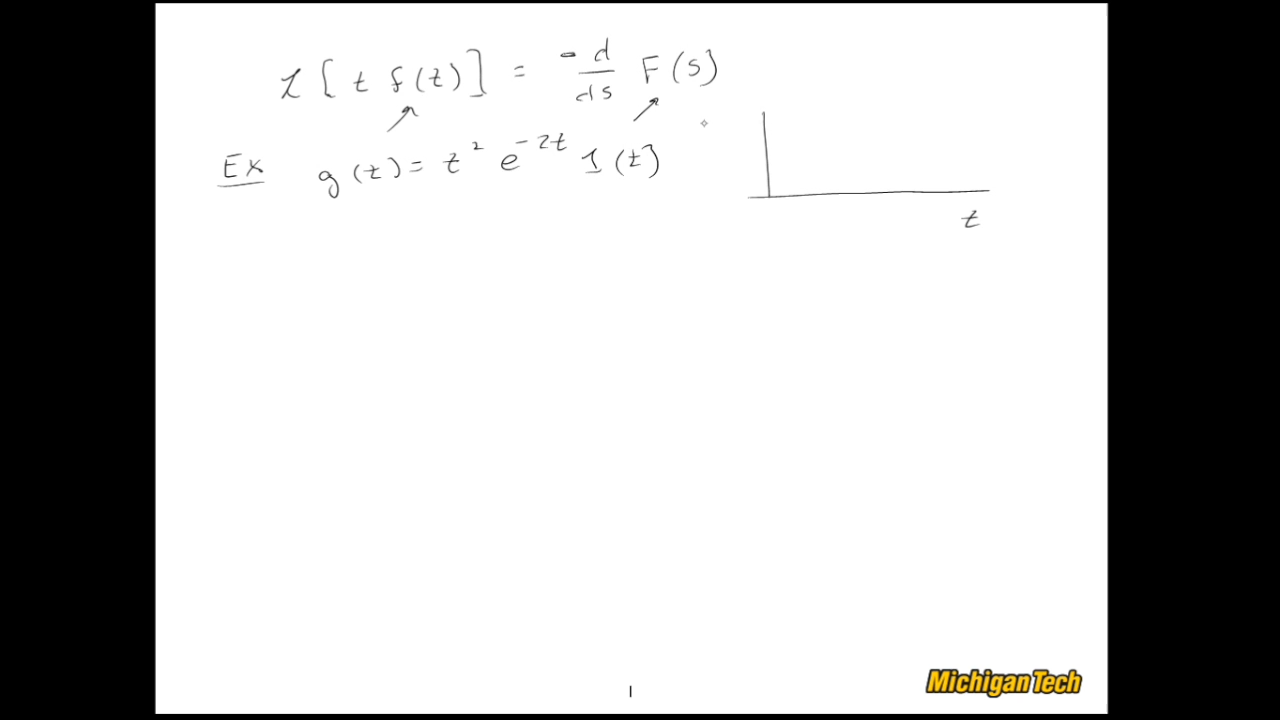 ℒ[t f(t)] = -d/ds F(s)
Ex g(t) = t² e^{-2t} 1(t)
t
1
Michigan Tech